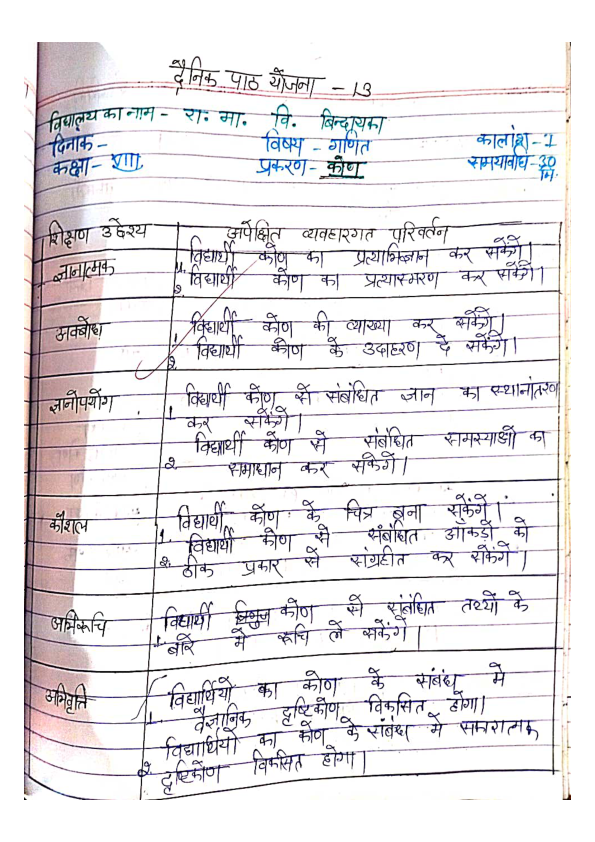 दैनिक पाठ योजना - 13
विधालय का नाम - रा. मा. वि. बिन्दायका
दिनांक - विषय - गणित कालांश - 1
कक्षा - VIII प्रकरण - कोण समयावधि - 30 मि.
शिक्षण उद्देश्य अपेक्षित व्यवहारगत परिवर्तन
ज्ञानात्मक 1. विद्यार्थी कोण का प्रत्याभिज्ञान कर सकेंगे।
2. विद्यार्थी कोण का प्रत्यास्मरण कर सकेंगे।
अवबोध 1. विद्यार्थी कोण की व्याख्या कर सकेंगे।
2. विद्यार्थी कोण के उदाहरण दे सकेंगे।
ज्ञानोपयोग 1. विद्यार्थी कोण से संबंधित ज्ञान का स्थानांतरण
कर सकेंगे।
2. विद्यार्थी कोण से संबंधित समस्याओं का
समाधान कर सकेगें।
कौशल 1. विद्यार्थी कोण के चित्र बना सकेंगें।
2. विद्यार्थी कोण से संबंधित आँकड़ों को
ठीक प्रकार से संग्रहीत कर सकेंगे।
अभिरूचि 1. विद्यार्थी कोण से संबंधित तथ्यों के
बारे में रूचि ले सकेंगें।
अभिवृत्ति 1. विद्यार्थियों का कोण के संबंध में
वैज्ञानिक दृष्टिकोण विकसित होगा।
2. विद्यार्थियों का कोण के संबंध में सकारात्मक
दृष्टिकोण विकसित होगा।